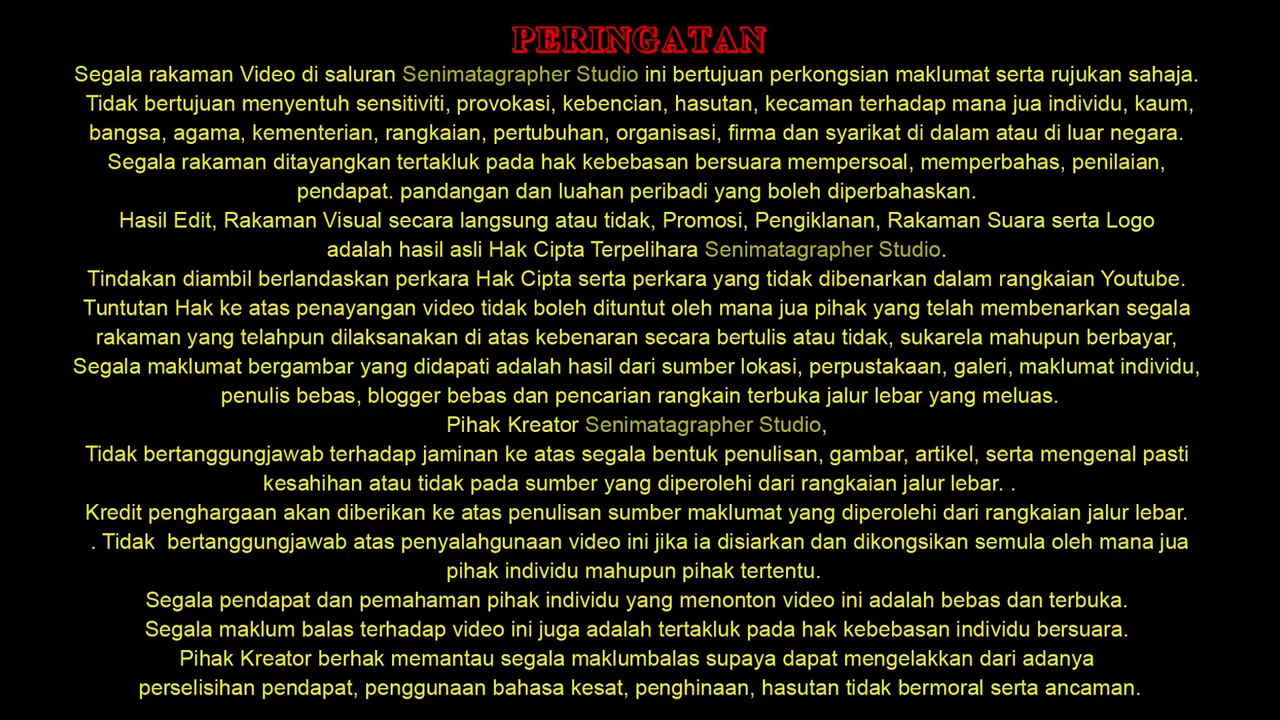 PERINGATAN
Segala rakaman Video di saluran Senimatagrapher Studio ini bertujuan perkongsian maklumat serta rujukan sahaja.
Tidak bertujuan menyentuh sensitiviti, provokasi, kebencian, hasutan, kecaman terhadap mana jua individu, kaum,
bangsa, agama, kementerian, rangkaian, pertubuhan, organisasi, firma dan syarikat di dalam atau di luar negara.
Segala rakaman ditayangkan tertakluk pada hak kebebasan bersuara mempersoal, memperbahas, penilaian,
pendapat. pandangan dan luahan peribadi yang boleh diperbahaskan.
Hasil Edit, Rakaman Visual secara langsung atau tidak, Promosi, Pengiklanan, Rakaman Suara serta Logo
adalah hasil asli Hak Cipta Terpelihara Senimatagrapher Studio.
Tindakan diambil berlandaskan perkara Hak Cipta serta perkara yang tidak dibenarkan dalam rangkaian Youtube.
Tuntutan Hak ke atas penayangan video tidak boleh dituntut oleh mana jua pihak yang telah membenarkan segala
rakaman yang telahpun dilaksanakan di atas kebenaran secara bertulis atau tidak, sukarela mahupun berbayar,
Segala maklumat bergambar yang didapati adalah hasil dari sumber lokasi, perpustakaan, galeri, maklumat individu,
penulis bebas, blogger bebas dan pencarian rangkain terbuka jalur lebar yang meluas.
Pihak Kreator Senimatagrapher Studio,
Tidak bertanggungjawab terhadap jaminan ke atas segala bentuk penulisan, gambar, artikel, serta mengenal pasti
kesahihan atau tidak pada sumber yang diperolehi dari rangkaian jalur lebar. .
Kredit penghargaan akan diberikan ke atas penulisan sumber maklumat yang diperolehi dari rangkaian jalur lebar.
. Tidak  bertanggungjawab atas penyalahgunaan video ini jika ia disiarkan dan dikongsikan semula oleh mana jua
pihak individu mahupun pihak tertentu.
Segala pendapat dan pemahaman pihak individu yang menonton video ini adalah bebas dan terbuka.
Segala maklum balas terhadap video ini juga adalah tertakluk pada hak kebebasan individu bersuara.
Pihak Kreator berhak memantau segala maklumbalas supaya dapat mengelakkan dari adanya
perselisihan pendapat, penggunaan bahasa kesat, penghinaan, hasutan tidak bermoral serta ancaman.